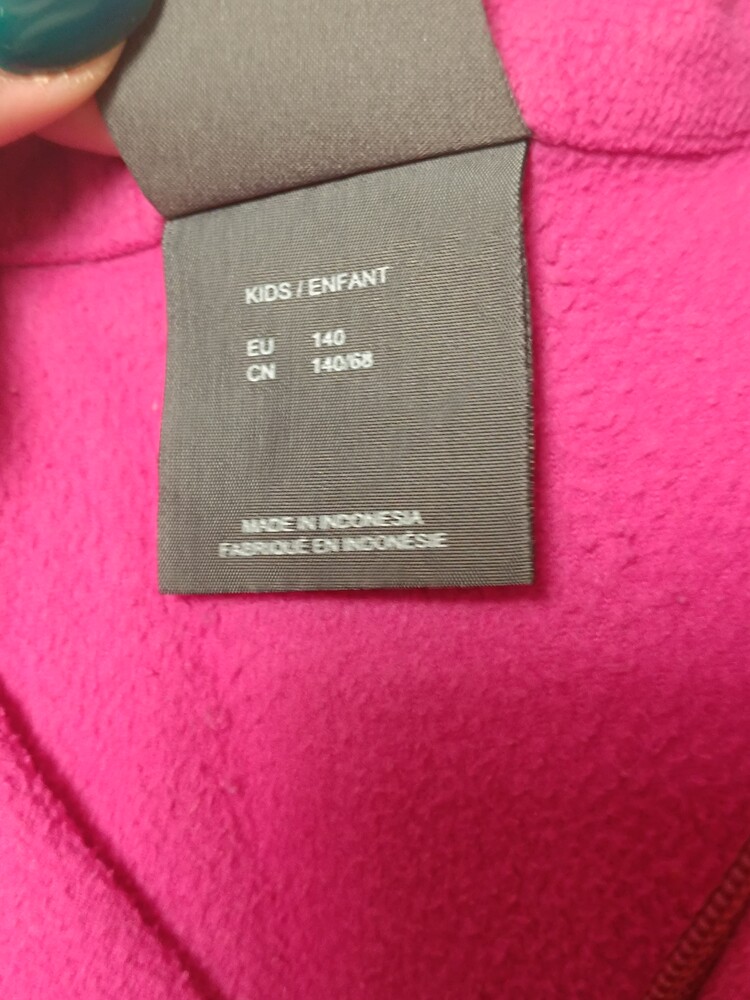 KIDS / ENFANT
EU 140
CN 140/68
MADE IN INDONESIA
FABRIQUÉ EN INDONÉSIE